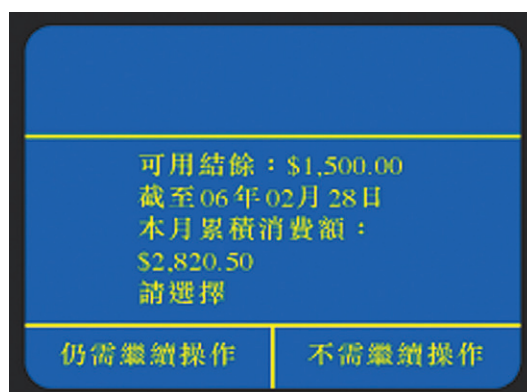 可用結餘：$1,500.00
截至06年02月28日
本月累積消費額：
$2,820.50
請選擇
仍需繼續操作 不需繼續操作